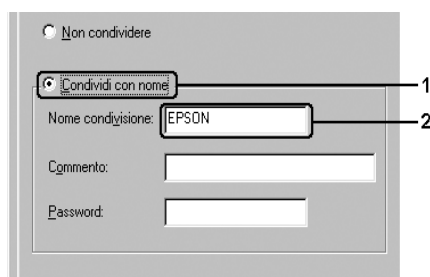 Non condividere
Condividi con nome
1
Nome condivisione: EPSON
2
Commento:
Password: